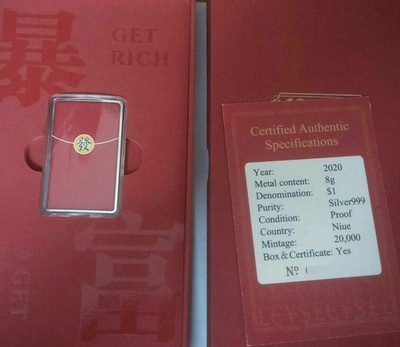 暴
GET
RICH
發
富
GET
Certified Authentic
Specifications
Year: 2020
Metal content: 8g
Denomination: $1
Purity: Silver999
Condition: Proof
Country: Niue
Mintage: 20,000
Box & Certificate: Yes
Nº